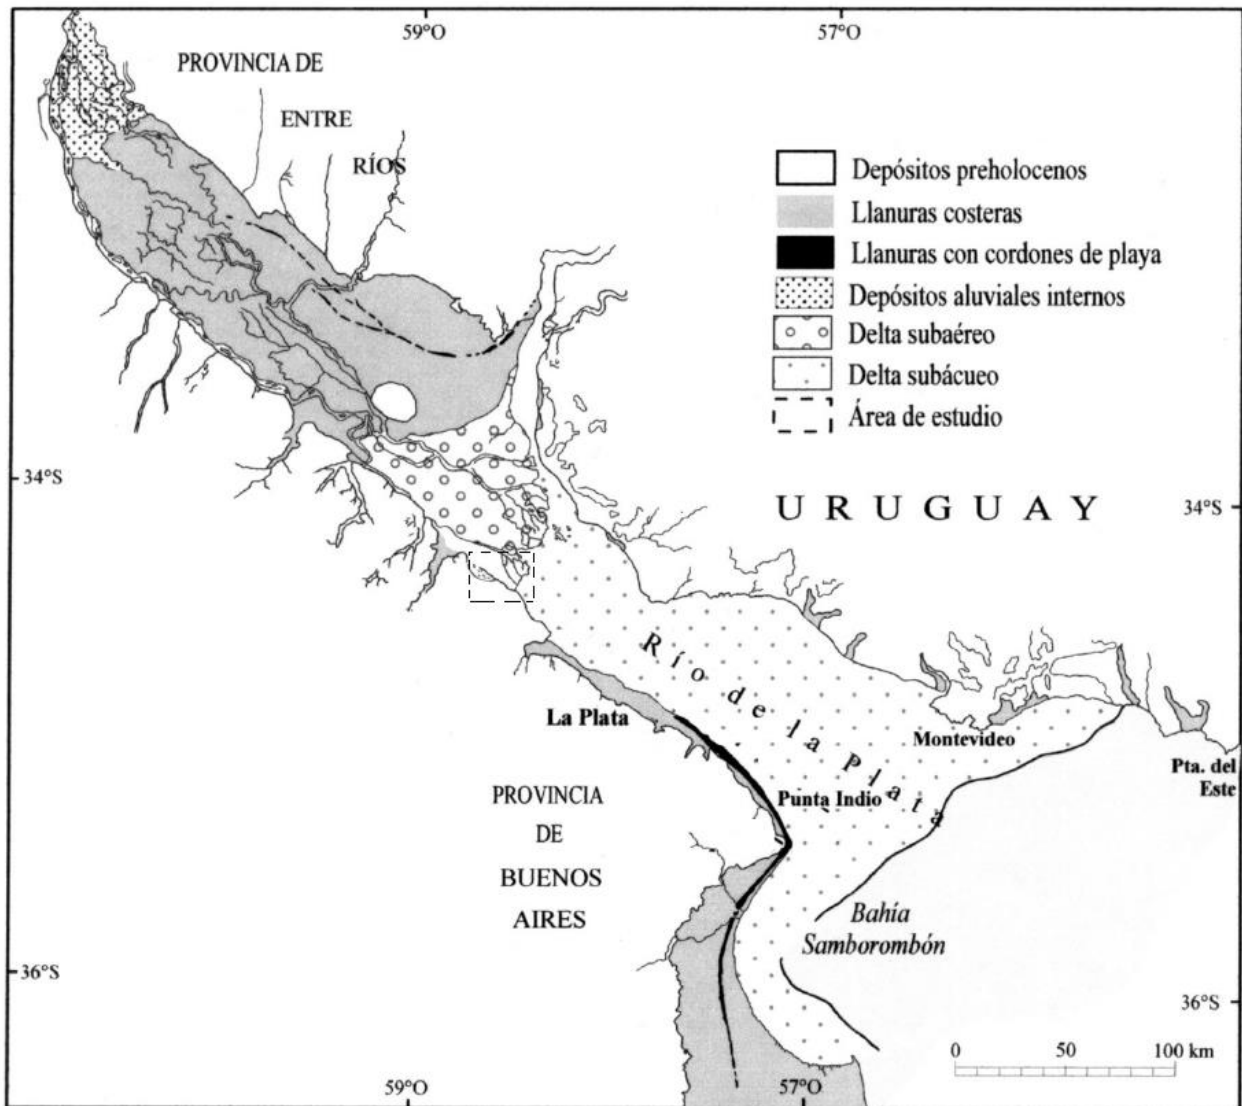 59°O
57°O
PROVINCIA DE
ENTRE
RÍOS
Depósitos preholocenos
Llanuras costeras
Llanuras con cordones de playa
Depósitos aluviales internos
Delta subaéreo
Delta subácueo
Área de estudio
34°S
URUGUAY
34°S
Río de la Plata
La Plata
Montevideo
Pta. del
Este
Punta Indio
PROVINCIA
DE
BUENOS
AIRES
Bahía
Samborombón
36°S
36°S
0 50 100 km
59°O
57°O